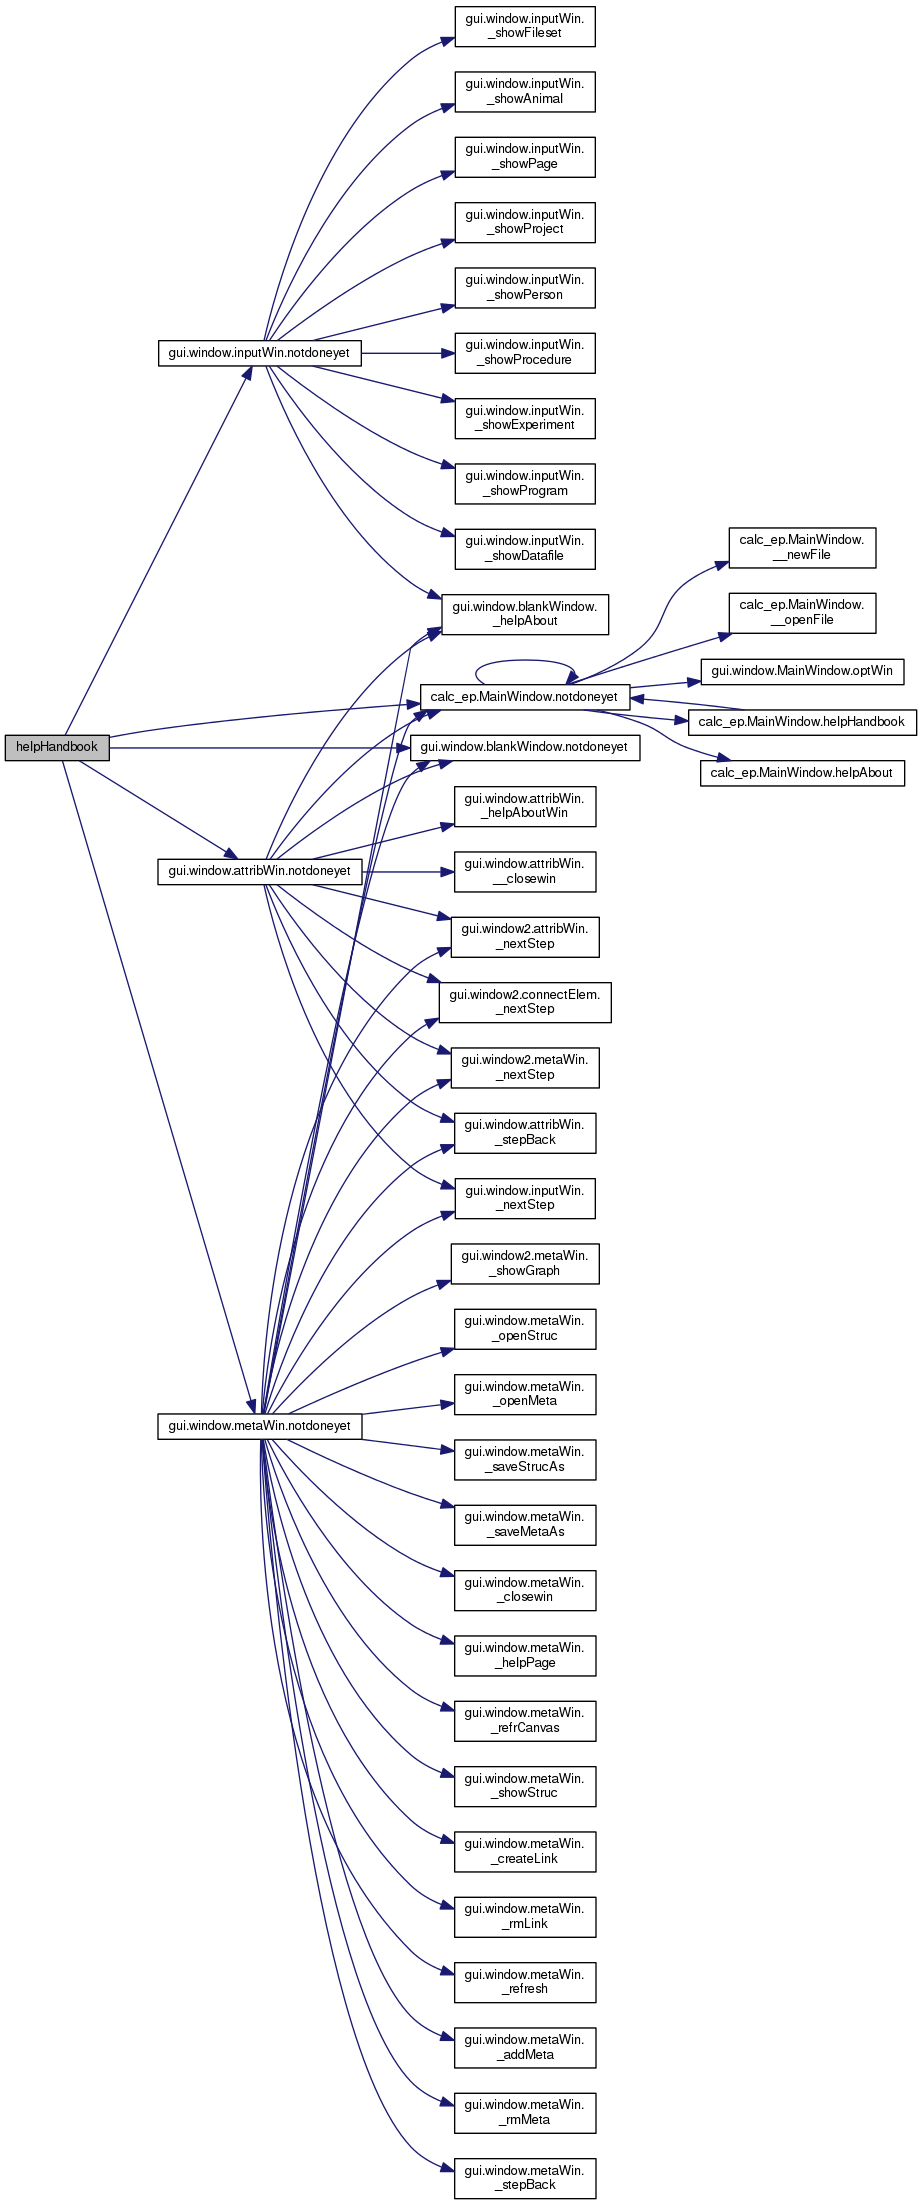 gui.window.inputWin.
_showFileset
gui.window.inputWin.
_showAnimal
gui.window.inputWin.
_showPage
gui.window.inputWin.
_showProject
gui.window.inputWin.
_showPerson
gui.window.inputWin.notdoneyet
gui.window.inputWin.
_showProcedure
gui.window.inputWin.
_showExperiment
gui.window.inputWin.
_showProgram
gui.window.inputWin.
_showDatafile
calc_ep.MainWindow.
__newFile
gui.window.blankWindow.
_helpAbout
calc_ep.MainWindow.
__openFile
gui.window.MainWindow.optWin
calc_ep.MainWindow.notdoneyet
calc_ep.MainWindow.helpHandbook
helpHandbook
gui.window.blankWindow.notdoneyet
calc_ep.MainWindow.helpAbout
gui.window.attribWin.
_helpAboutWin
gui.window.attribWin.notdoneyet
gui.window.attribWin.
__closewin
gui.window2.attribWin.
_nextStep
gui.window2.connectElem.
_nextStep
gui.window2.metaWin.
_nextStep
gui.window.attribWin.
_stepBack
gui.window.inputWin.
_nextStep
gui.window2.metaWin.
_showGraph
gui.window.metaWin.
_openStruc
gui.window.metaWin.
_openMeta
gui.window.metaWin.notdoneyet
gui.window.metaWin.
_saveStrucAs
gui.window.metaWin.
_saveMetaAs
gui.window.metaWin.
_closewin
gui.window.metaWin.
_helpPage
gui.window.metaWin.
_refrCanvas
gui.window.metaWin.
_showStruc
gui.window.metaWin.
_createLink
gui.window.metaWin.
_rmLink
gui.window.metaWin.
_refresh
gui.window.metaWin.
_addMeta
gui.window.metaWin.
_rmMeta
gui.window.metaWin.
_stepBack